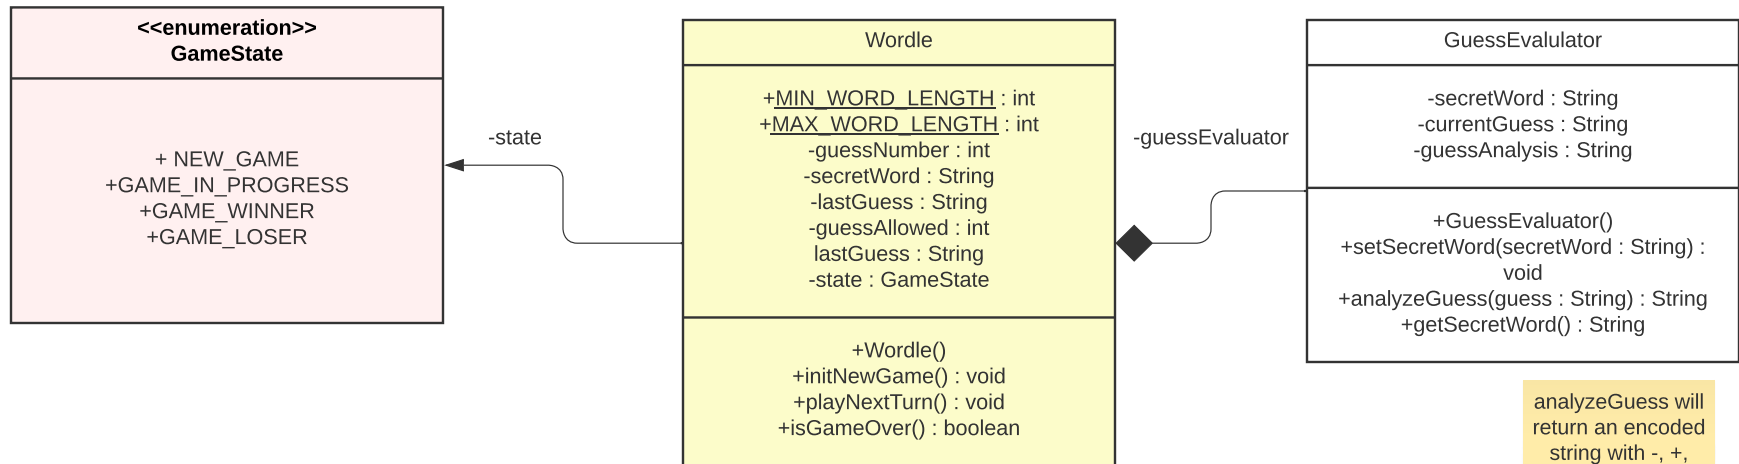 <<enumeration>>
GameState
+ NEW_GAME
+GAME_IN_PROGRESS
+GAME_WINNER
+GAME_LOSER
-state
Wordle
+MIN_WORD_LENGTH : int
+MAX_WORD_LENGTH : int
-guessNumber : int
-secretWord : String
-lastGuess : String
-guessAllowed : int
lastGuess : String
-state : GameState
+Wordle()
+initNewGame() : void
+playNextTurn() : void
+isGameOver() : boolean
-guessEvaluator
GuessEvalulator
-secretWord : String
-currentGuess : String
-guessAnalysis : String
+GuessEvaluator()
+setSecretWord(secretWord : String) :
void
+analyzeGuess(guess : String) : String
+getSecretWord() : String
analyzeGuess will
return an encoded
string with -, +,